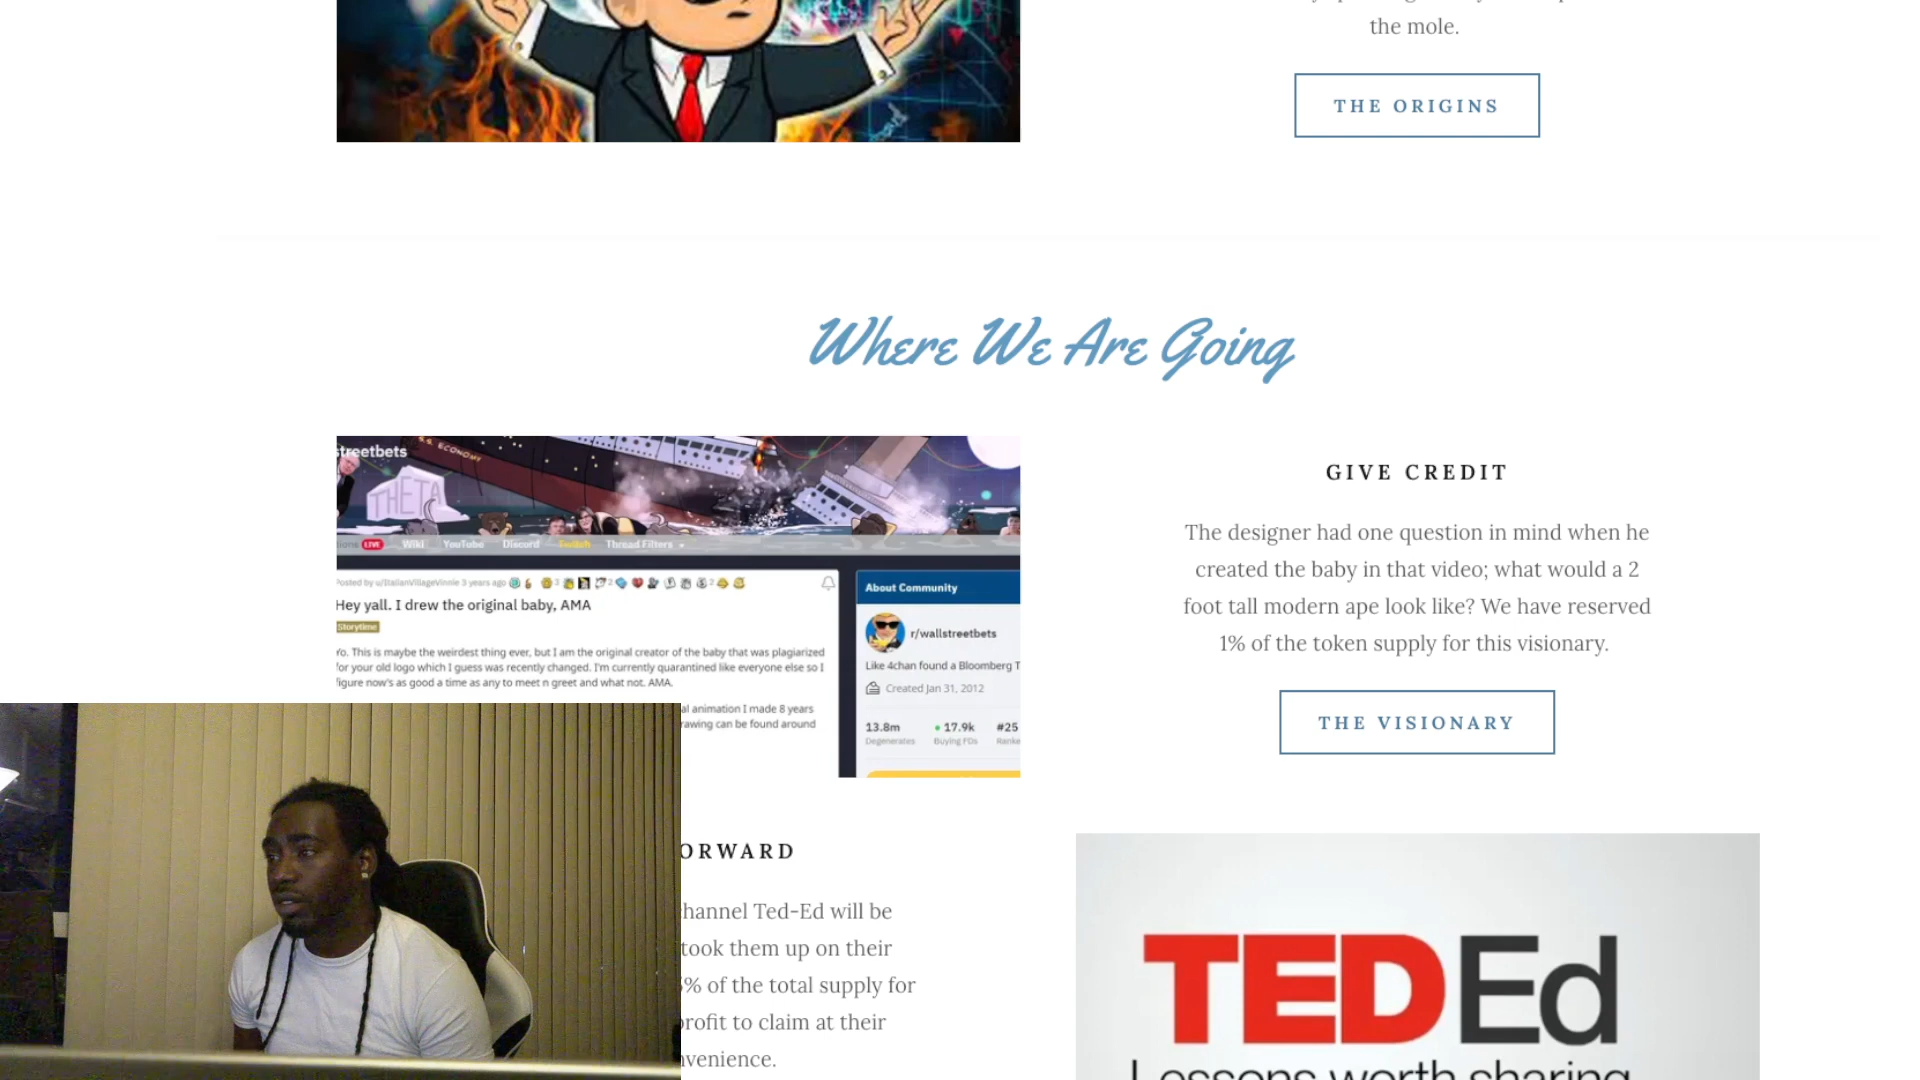 the mole.
THE ORIGINS
Where We Are Going
streetbets
S.S. ECONOMY
THETA
LIVE Wiki YouTube Discord Twitch Thread Filters
Posted by u/ItalianVillageVinnie 3 years ago
Hey yall. I drew the original baby, AMA
Storytime
Yo. This is maybe the weirdest thing ever, but I am the original creator of the baby that was plagiarized
for your old logo which I guess was recently changed. I'm currently quarantined like everyone else so I
figure now's as good a time as any to meet n greet and what not. AMA.
al animation I made 8 years
rawing can be found around
About Community
r/wallstreetbets
Like 4chan found a Bloomberg T
Created Jan 31, 2012
13.8m 17.9k #25
Degenerates Buying FDs Ranke
GIVE CREDIT
The designer had one question in mind when he
created the baby in that video; what would a 2
foot tall modern ape look like? We have reserved
1% of the token supply for this visionary.
THE VISIONARY
ORWARD
hannel Ted-Ed will be
took them up on their
% of the total supply for
rofit to claim at their
nvenience.
TEDEd
Lessons worth sharing